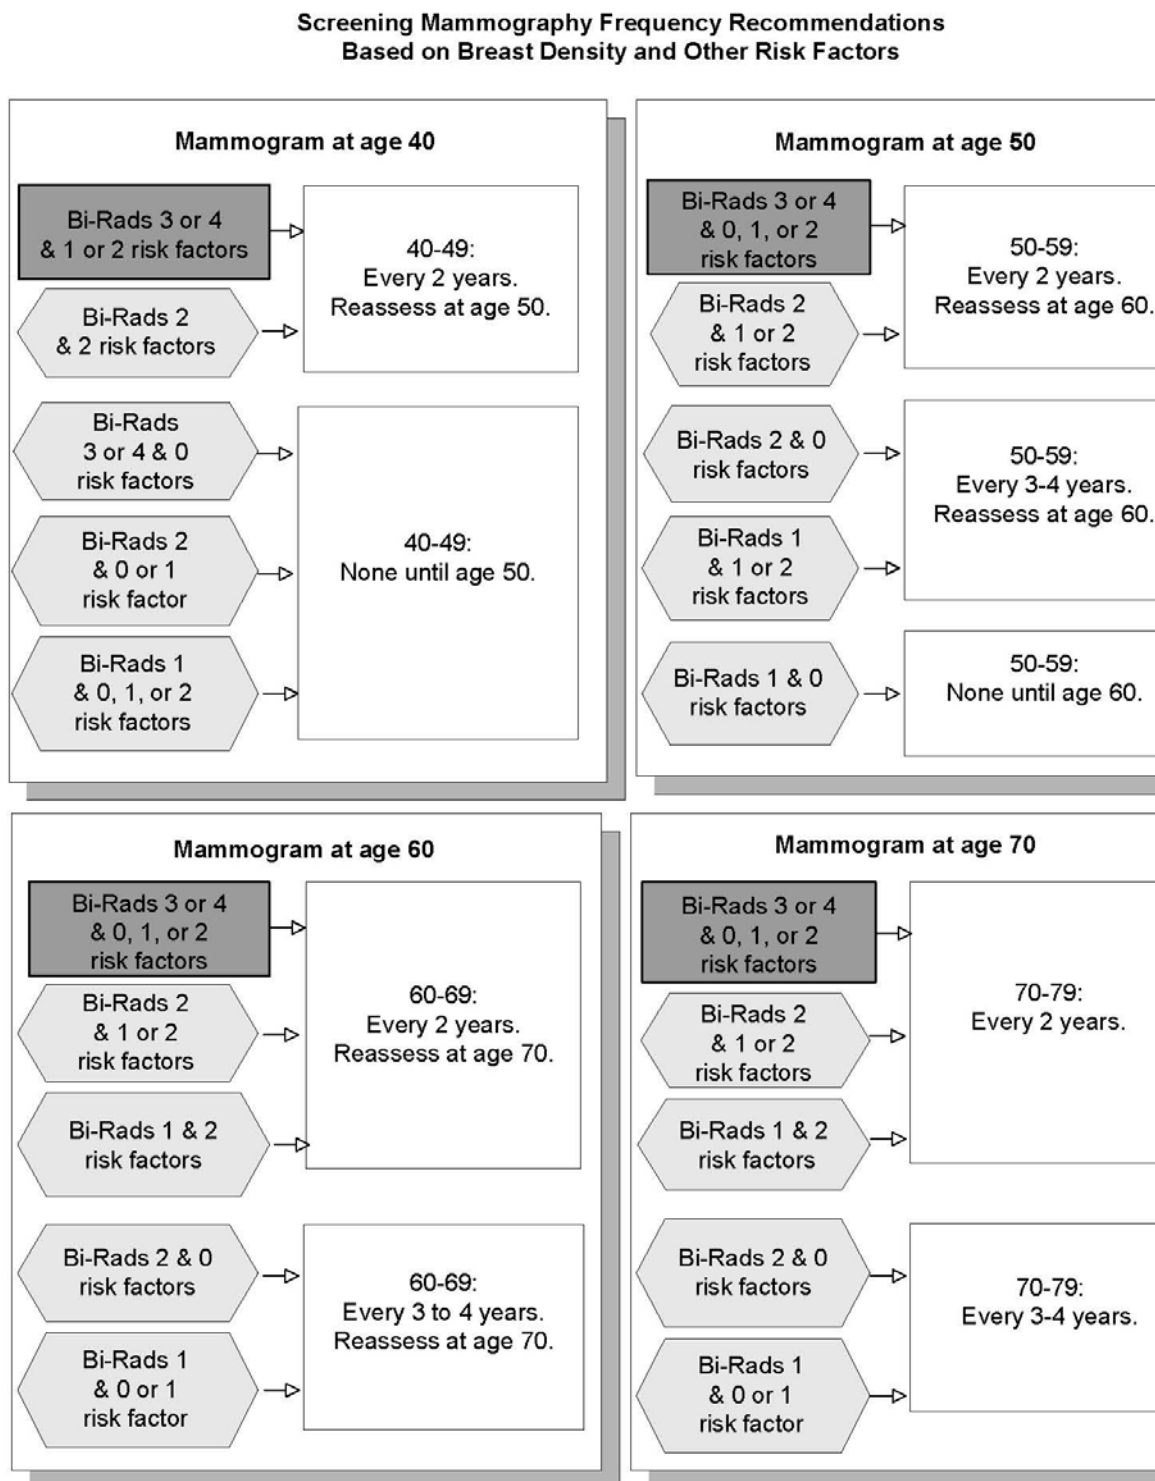 Screening Mammography Frequency Recommendations
Based on Breast Density and Other Risk Factors
Mammogram at age 40
Bi-Rads 3 or 4
& 1 or 2 risk factors
Bi-Rads 2
& 2 risk factors
40-49:
Every 2 years.
Reassess at age 50.
Bi-Rads
3 or 4 & 0
risk factors
Bi-Rads 2
& 0 or 1
risk factor
Bi-Rads 1
& 0, 1, or 2
risk factors
40-49:
None until age 50.
Mammogram at age 50
Bi-Rads 3 or 4
& 0, 1, or 2
risk factors
Bi-Rads 2
& 1 or 2
risk factors
50-59:
Every 2 years.
Reassess at age 60.
Bi-Rads 2 & 0
risk factors
Bi-Rads 1
& 1 or 2
risk factors
50-59:
Every 3-4 years.
Reassess at age 60.
Bi-Rads 1 & 0
risk factors
50-59:
None until age 60.
Mammogram at age 60
Bi-Rads 3 or 4
& 0, 1, or 2
risk factors
Bi-Rads 2
& 1 or 2
risk factors
Bi-Rads 1 & 2
risk factors
60-69:
Every 2 years.
Reassess at age 70.
Bi-Rads 2 & 0
risk factors
Bi-Rads 1
& 0 or 1
risk factor
60-69:
Every 3 to 4 years.
Reassess at age 70.
Mammogram at age 70
Bi-Rads 3 or 4
& 0, 1, or 2
risk factors
Bi-Rads 2
& 1 or 2
risk factors
Bi-Rads 1 & 2
risk factors
70-79:
Every 2 years.
Bi-Rads 2 & 0
risk factors
Bi-Rads 1
& 0 or 1
risk factor
70-79:
Every 3-4 years.